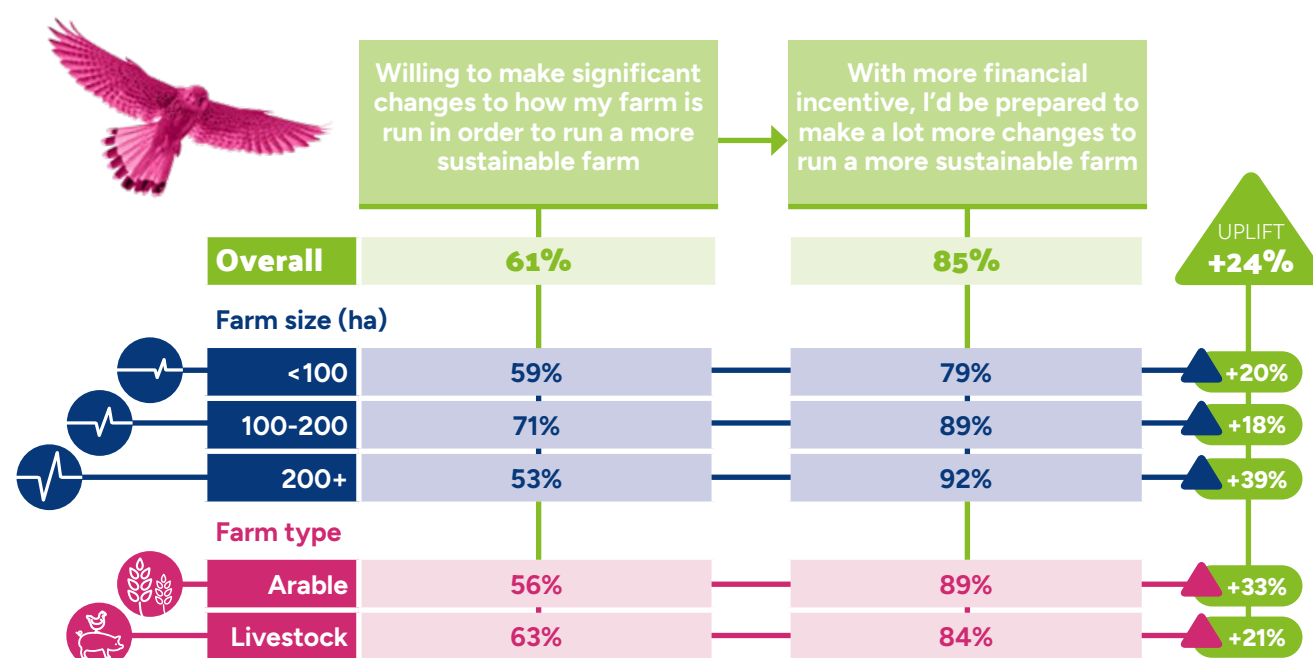 Willing to make significant
changes to how my farm is
run in order to run a more
sustainable farm
With more financial
incentive, I'd be prepared to
make a lot more changes to
run a more sustainable farm
UPLIFT
+24%
Overall 61% 85%
Farm size (ha)
<100 59% 79% +20%
100-200 71% 89% +18%
200+ 53% 92% +39%
Farm type
Arable 56% 89% +33%
Livestock 63% 84% +21%